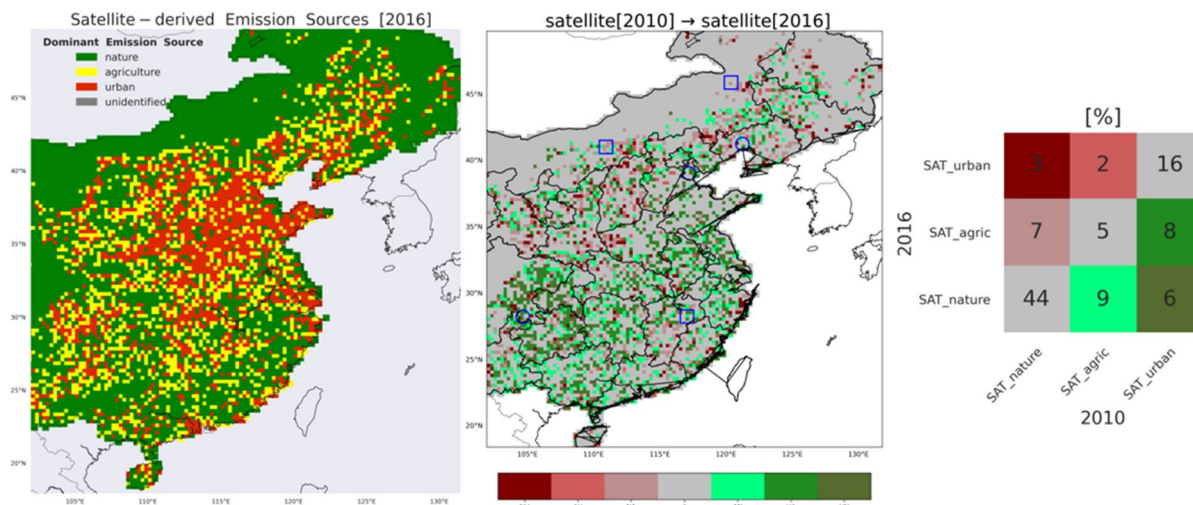 Satellite – derived Emission Sources [2016]
Dominant Emission Source
nature
agriculture
urban
unidentified
45°N
40°N
35°N
30°N
25°N
20°N
105°E
110°E
115°E
120°E
125°E
130°E
satellite[2010] → satellite[2016]
45°N
40°N
35°N
30°N
25°N
20°N
105°E
110°E
115°E
120°E
125°E
130°E
[%]
SAT_urban
3
2
16
SAT_agric
7
5
8
SAT_nature
44
9
6
2016
SAT_nature
SAT_agric
SAT_urban
2010